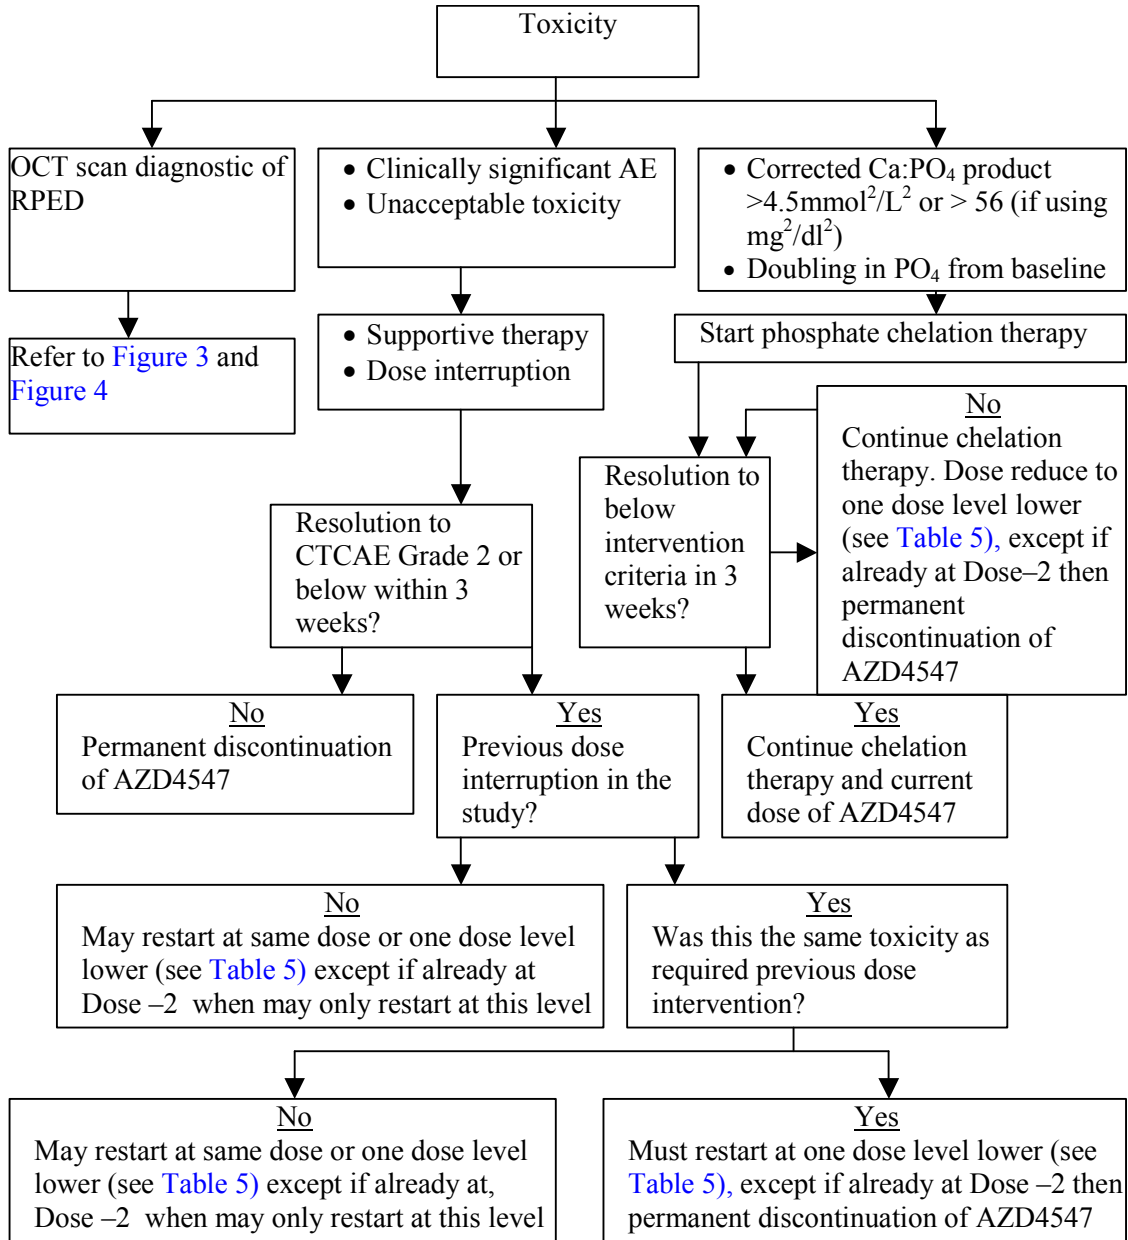 Toxicity
OCT scan diagnostic of
RPED
• Clinically significant AE
• Unacceptable toxicity
• Corrected Ca:PO₄ product
>4.5mmol²/L² or > 56 (if using
mg²/dl²)
• Doubling in PO₄ from baseline
Refer to Figure 3 and
Figure 4
• Supportive therapy
• Dose interruption
Start phosphate chelation therapy
Resolution to
CTCAE Grade 2 or
below within 3
weeks?
Resolution to
below
intervention
criteria in 3
weeks?
No
Continue chelation
therapy. Dose reduce to
one dose level lower
(see Table 5), except if
already at Dose–2 then
permanent
discontinuation of
AZD4547
No
Permanent discontinuation
of AZD4547
Yes
Previous dose
interruption in the
study?
Yes
Continue chelation
therapy and current
dose of AZD4547
No
May restart at same dose or one dose level
lower (see Table 5) except if already at
Dose –2 when may only restart at this level
Yes
Was this the same toxicity as
required previous dose
intervention?
No
May restart at same dose or one dose level
lower (see Table 5) except if already at,
Dose –2 when may only restart at this level
Yes
Must restart at one dose level lower (see
Table 5), except if already at Dose –2 then
permanent discontinuation of AZD4547